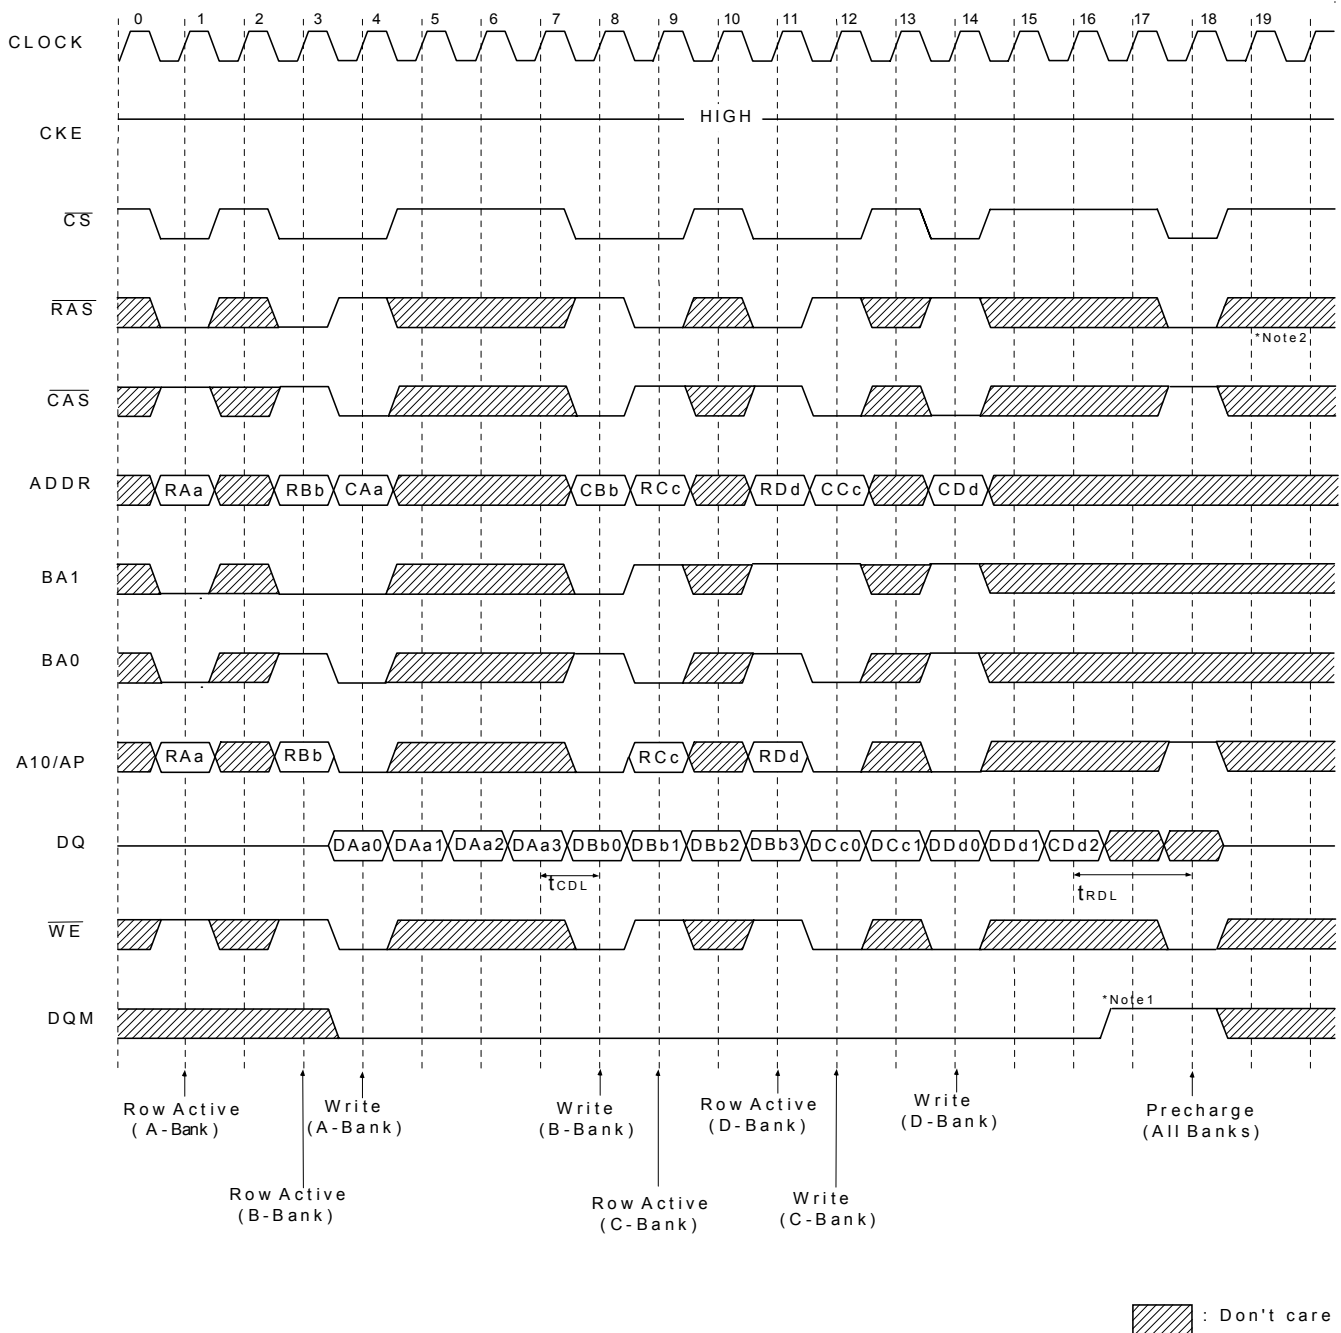 0 1 2 3 4 5 6 7 8 9 10 11 12 13 14 15 16 17 18 19
CLOCK
CKE HIGH
CS
RAS
*Note2
CAS
ADDR RAa RBb CAa CBb RCc RDd CCc CDd
BA1
BA0
A10/AP RAa RBb RCc RDd
DQ DAa0 DAa1 DAa2 DAa3 DBb0 DBb1 DBb2 DBb3 DCc0 DCc1 DDd0 DDd1 CDd2
tCDL tRDL
WE
*Note1
DQM
Row Active
(A-Bank)
Write
(A-Bank)
Write
(B-Bank)
Row Active
(D-Bank)
Write
(D-Bank)
Precharge
(All Banks)
Row Active
(B-Bank)
Row Active
(C-Bank)
Write
(C-Bank)
: Don't care